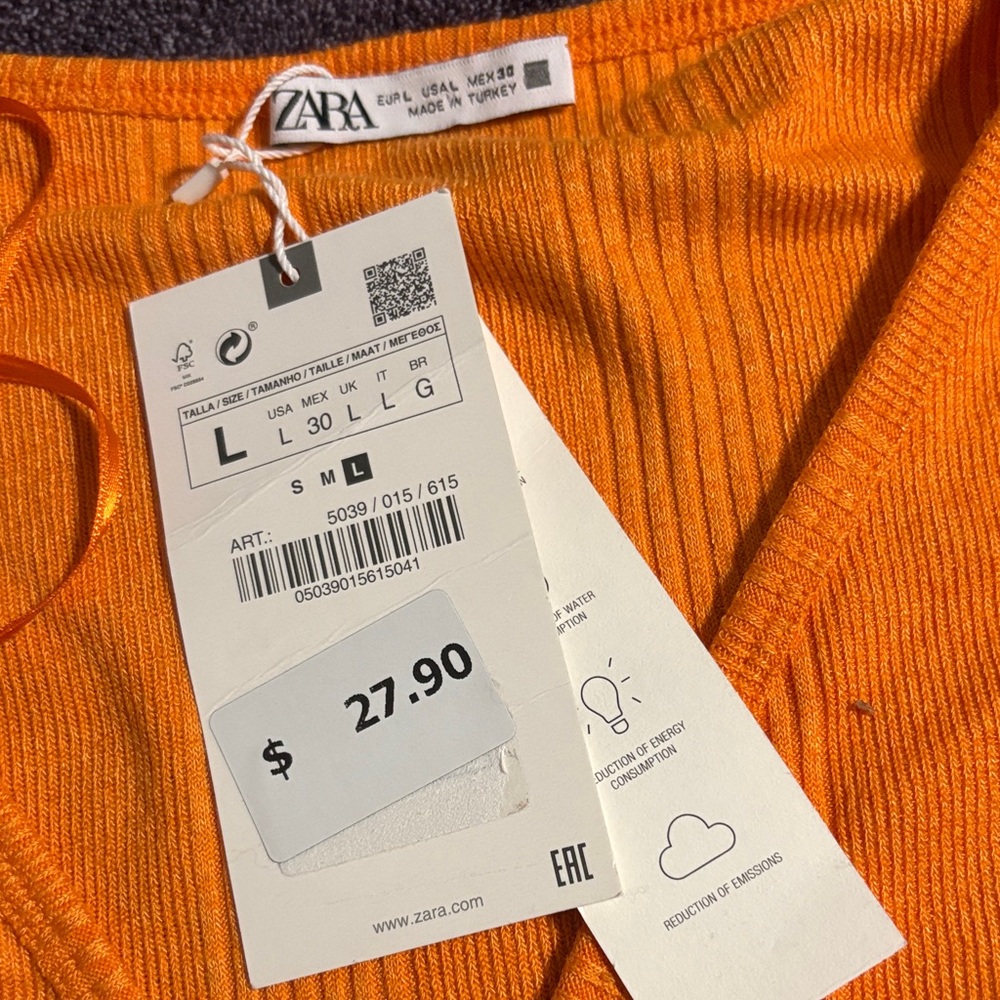 ZARA
EUR L USA L MEX 30
MADE IN TURKEY
FSC
®
TALLA / SIZE / TAMANHO / TAILLE / MAAT / ΜΕΓΕΘΟΣ
USA MEX UK IT BR
L L 30 L L G
S M L
5039 / 015 / 615
ART.:
05039015615041
$ 27.90
EAC
www.zara.com
OF WATER
REDUCTION OF ENERGY
CONSUMPTION
REDUCTION OF EMISSIONS